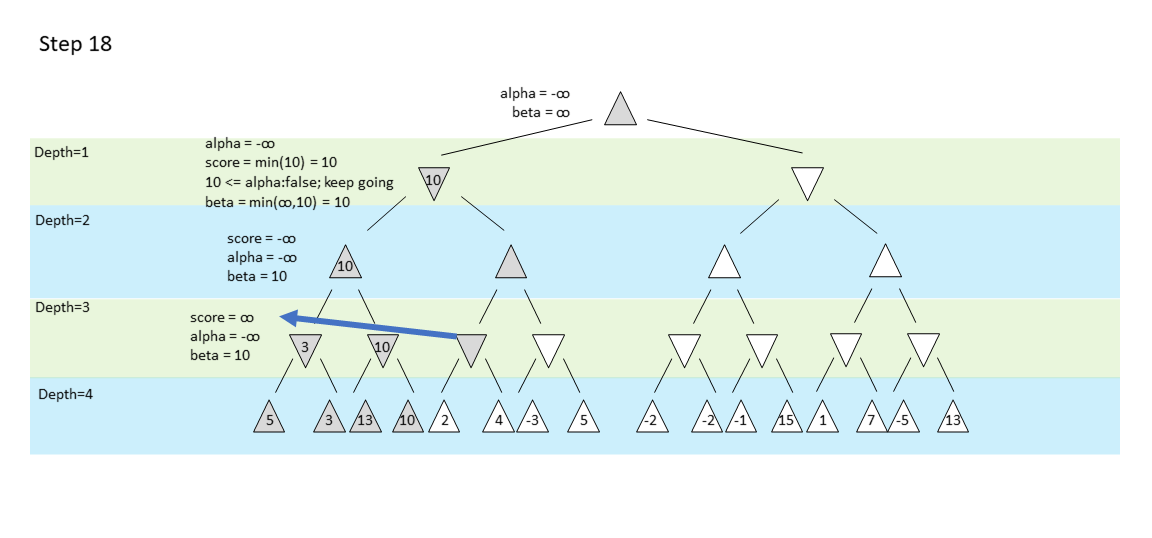 Step 18
alpha = -∞
beta = ∞
Depth=1
alpha = -∞
score = min(10) = 10
10 <= alpha:false; keep going
beta = min(∞,10) = 10
10
Depth=2
score = -∞
alpha = -∞
beta = 10
10
Depth=3
score = ∞
alpha = -∞
beta = 10
3 10
Depth=4
5 3 13 10 2 4 -3 5 -2 -2 -1 15 1 7 -5 13